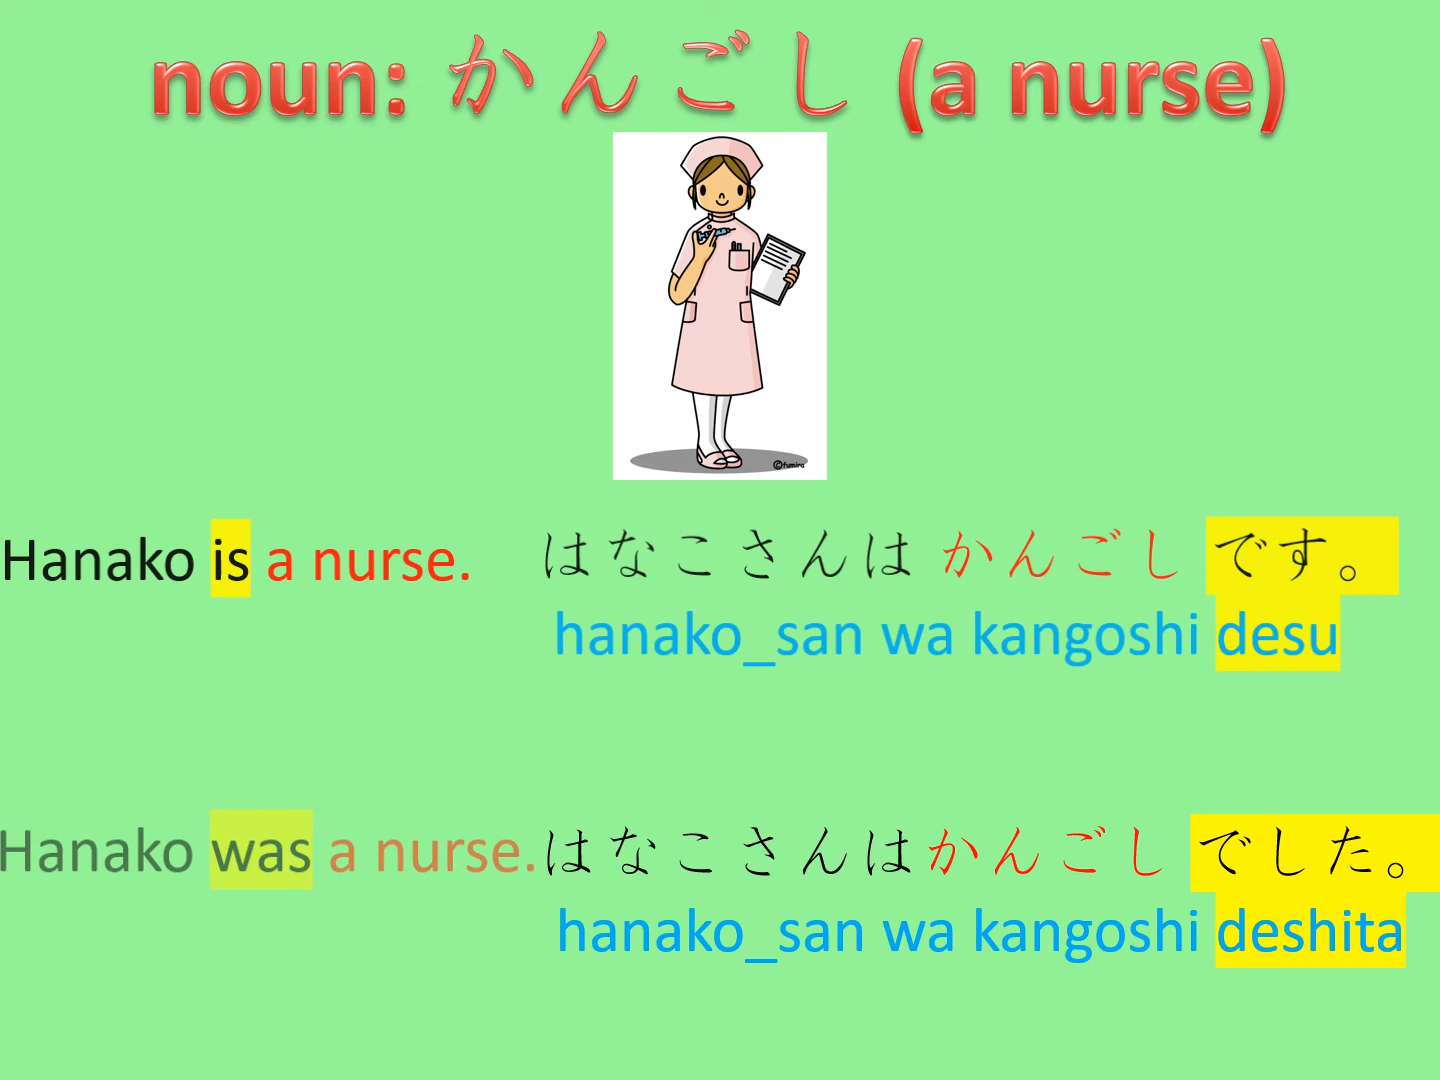 noun: かんごし (a nurse)
©fumira
Hanako is a nurse. はなこさんは かんごし です。
hanako_san wa kangoshi desu
Hanako was a nurse. はなこさんはかんごし でした。
hanako_san wa kangoshi deshita